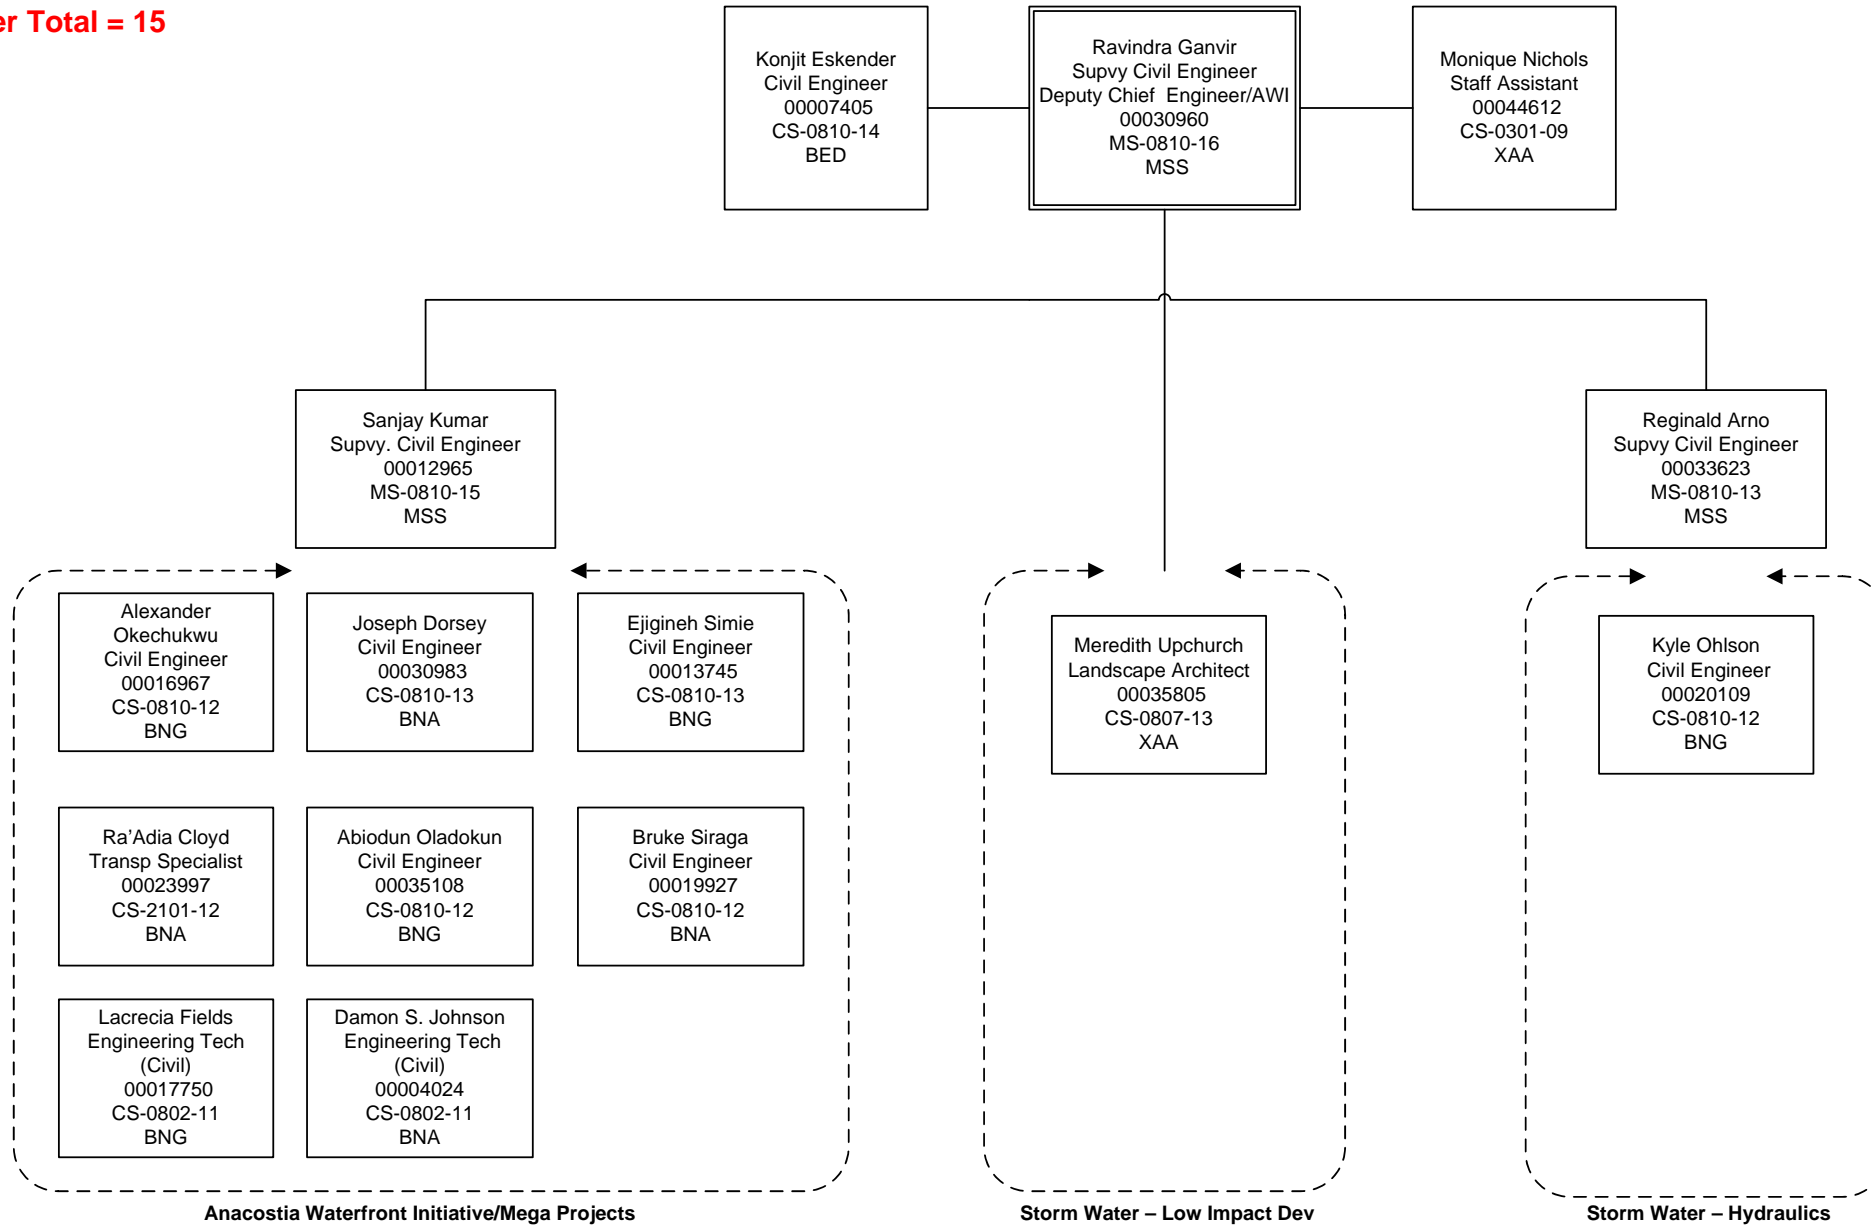 Total = 15
Konjit Eskender
Civil Engineer
00007405
CS-0810-14
BED
Ravindra Ganvir
Supvy Civil Engineer
Deputy Chief Engineer/AWI
00030960
MS-0810-16
MSS
Monique Nichols
Staff Assistant
00044612
CS-0301-09
XAA
Sanjay Kumar
Supvy. Civil Engineer
00012965
MS-0810-15
MSS
Reginald Arno
Supvy Civil Engineer
00033623
MS-0810-13
MSS
Alexander
Okechukwu
Civil Engineer
00016967
CS-0810-12
BNG
Joseph Dorsey
Civil Engineer
00030983
CS-0810-13
BNA
Ejigineh Simie
Civil Engineer
00013745
CS-0810-13
BNG
Meredith Upchurch
Landscape Architect
00035805
CS-0807-13
XAA
Kyle Ohlson
Civil Engineer
00020109
CS-0810-12
BNG
Ra’Adia Cloyd
Transp Specialist
00023997
CS-2101-12
BNA
Abiodun Oladokun
Civil Engineer
00035108
CS-0810-12
BNG
Bruke Siraga
Civil Engineer
00019927
CS-0810-12
BNA
Lacrecia Fields
Engineering Tech
(Civil)
00017750
CS-0802-11
BNG
Damon S. Johnson
Engineering Tech
(Civil)
00004024
CS-0802-11
BNA
Anacostia Waterfront Initiative/Mega Projects
Storm Water – Low Impact Dev
Storm Water – Hydraulics